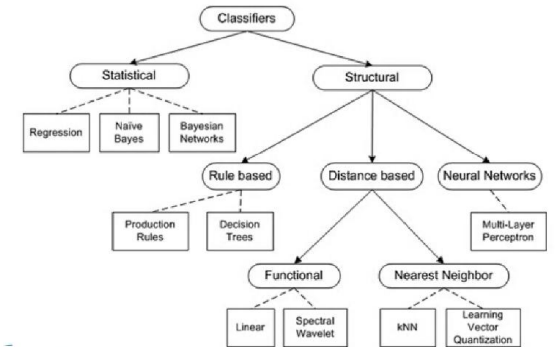 Classifiers
Statistical
Structural
Regression
Naïve
Bayes
Bayesian
Networks
Rule based
Distance based
Neural Networks
Production
Rules
Decision
Trees
Multi-Layer
Perceptron
Functional
Nearest Neighbor
Linear
Spectral
Wavelet
kNN
Learning
Vector
Quantization